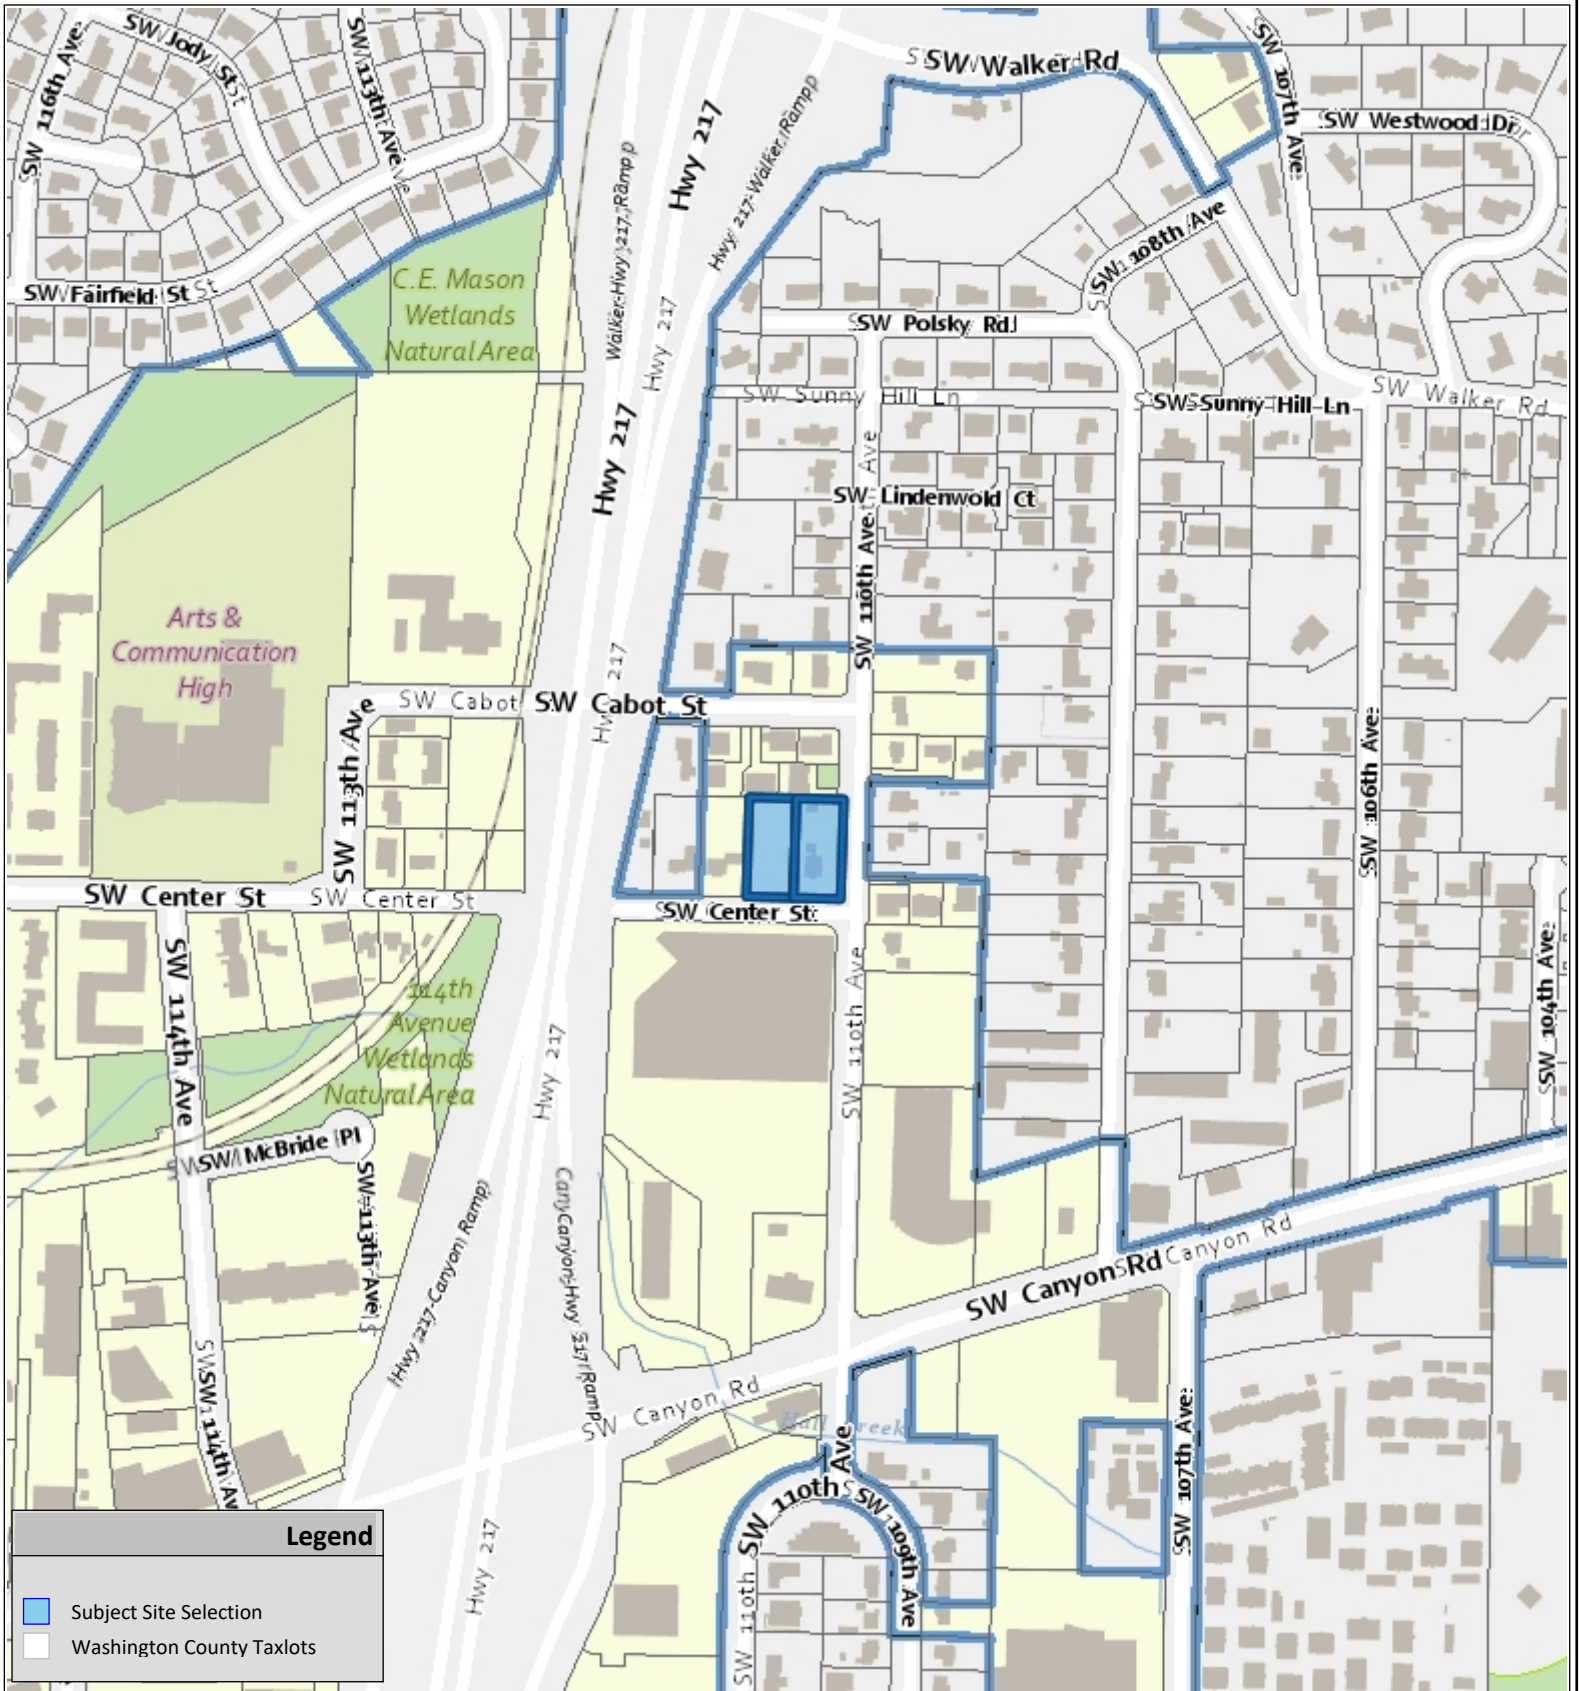 SW Jody St
SW 116th Ave
SW 113th Ave
SW Walker Rd
SW 107th Ave
SW Westwood Dr
Hwy 217
Walker-Hwy 217 Ramp
Hwy 217-Walker Ramp
Hwy 217
SW 108th Ave
C.E. Mason
Wetlands
Natural Area
SW Fairfield St
SW Polsky Rd
SW Sunny Hill Ln
SW Sunny Hill Ln
SW Walker Rd
Hwy 217
SW 110th Ave
SW Lindenwold Ct
Arts &
Communication
High
Hwy 217
SW Cabot
SW Cabot St
SW 113th Ave
SW 106th Ave
SW Center St
SW Center St
SW Center St
SW 114th Ave
114th
Avenue
Wetlands
Natural Area
SW 110th Ave
SW 104th Ave
Hwy 217
SW McBride Pl
SW 113th Ave
Hwy 217-Canyon Ramp
Canyon-Hwy 217 Ramp
SW Canyon Rd
Canyon Rd
SW Canyon Rd
Hall Creek
SW 114th Av
SW 107th Ave
Ave
SW 110th
SW 109th Ave
SW 110th
Hwy 217
Legend
Subject Site Selection
Washington County Taxlots